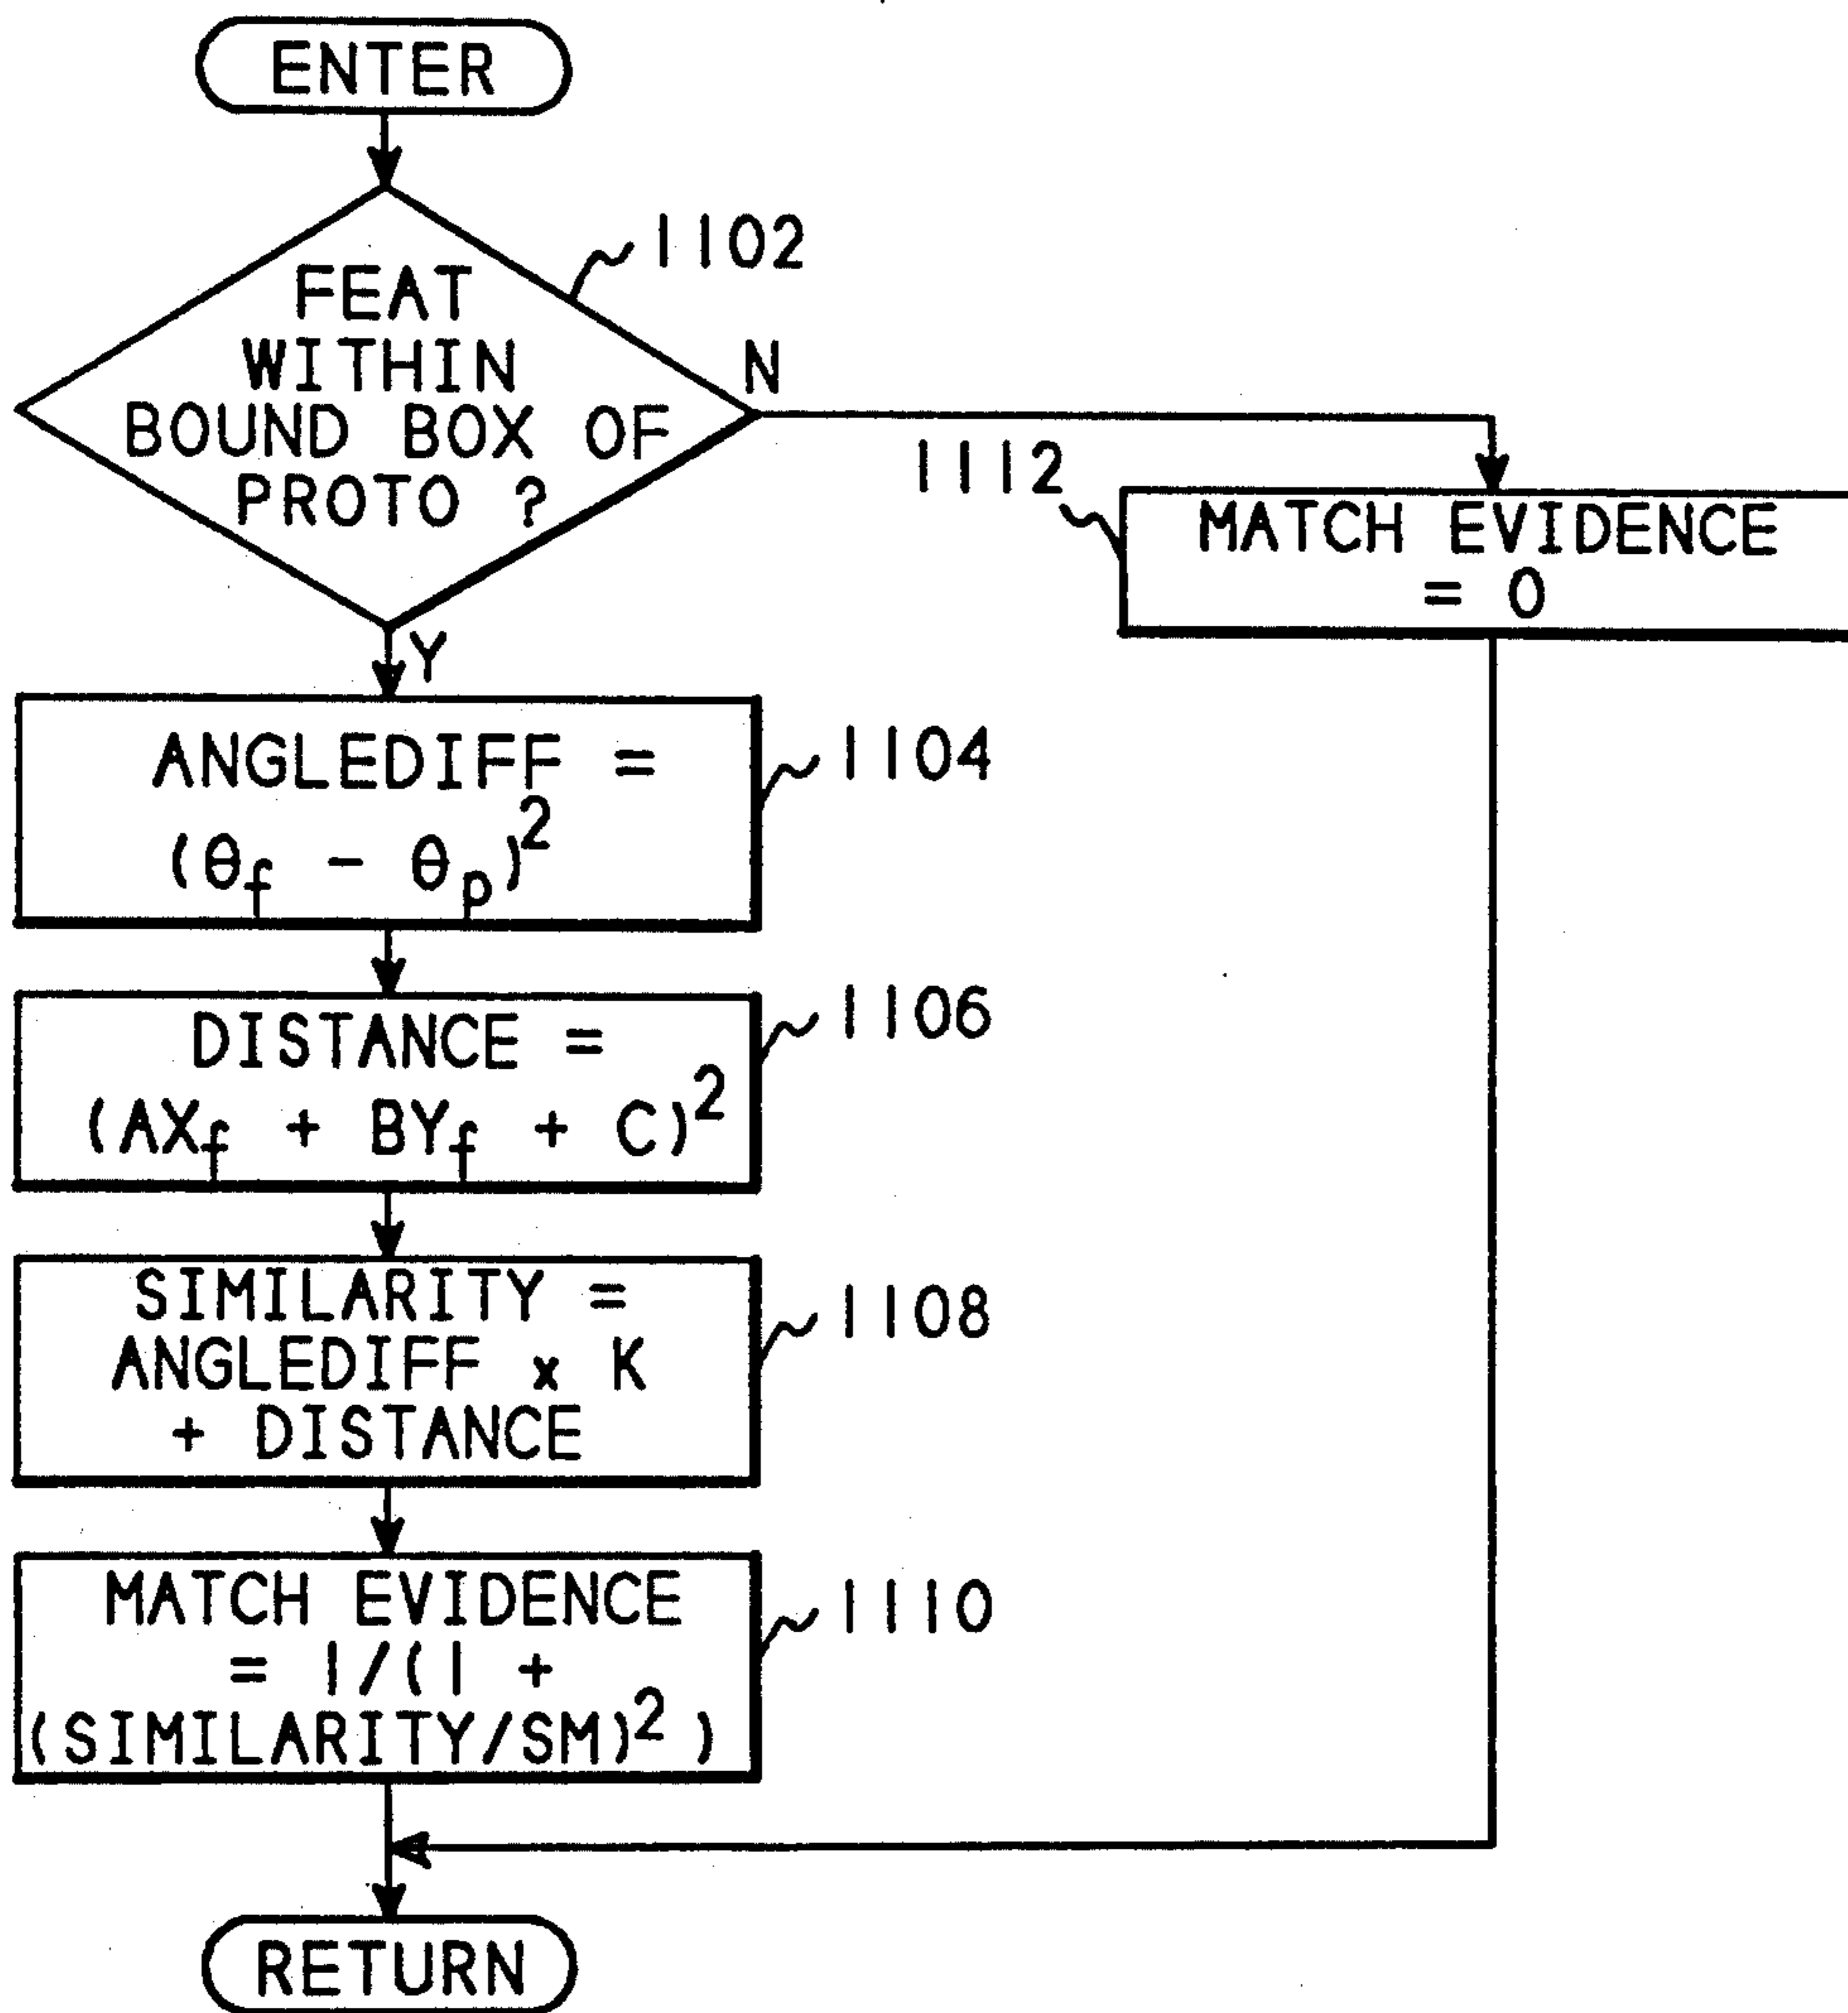 ENTER
1102
FEAT
WITHIN
BOUND BOX OF
PROTO ?
N
Y
1112
MATCH EVIDENCE
= 0
ANGLEDIFF =
(θf - θp)²
1104
DISTANCE =
(AXf + BYf + C)²
1106
SIMILARITY =
ANGLEDIFF x K
+ DISTANCE
1108
MATCH EVIDENCE
= 1/(1 +
(SIMILARITY/SM)² )
1110
RETURN